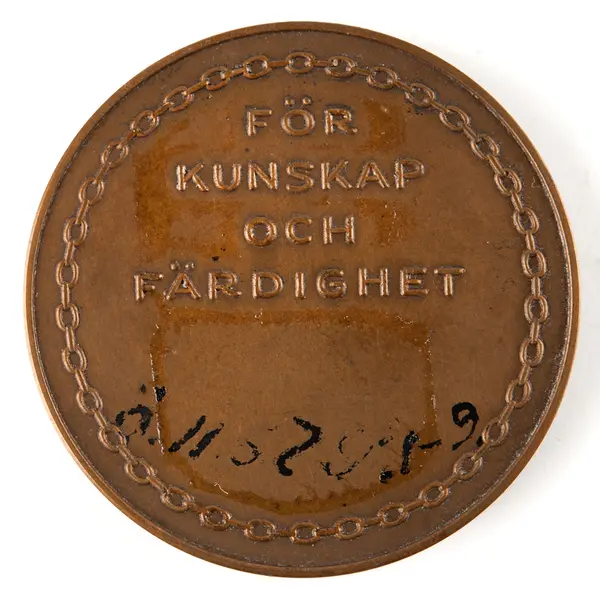 FÖR
KUNSKAP
OCH
FÄRDIGHET